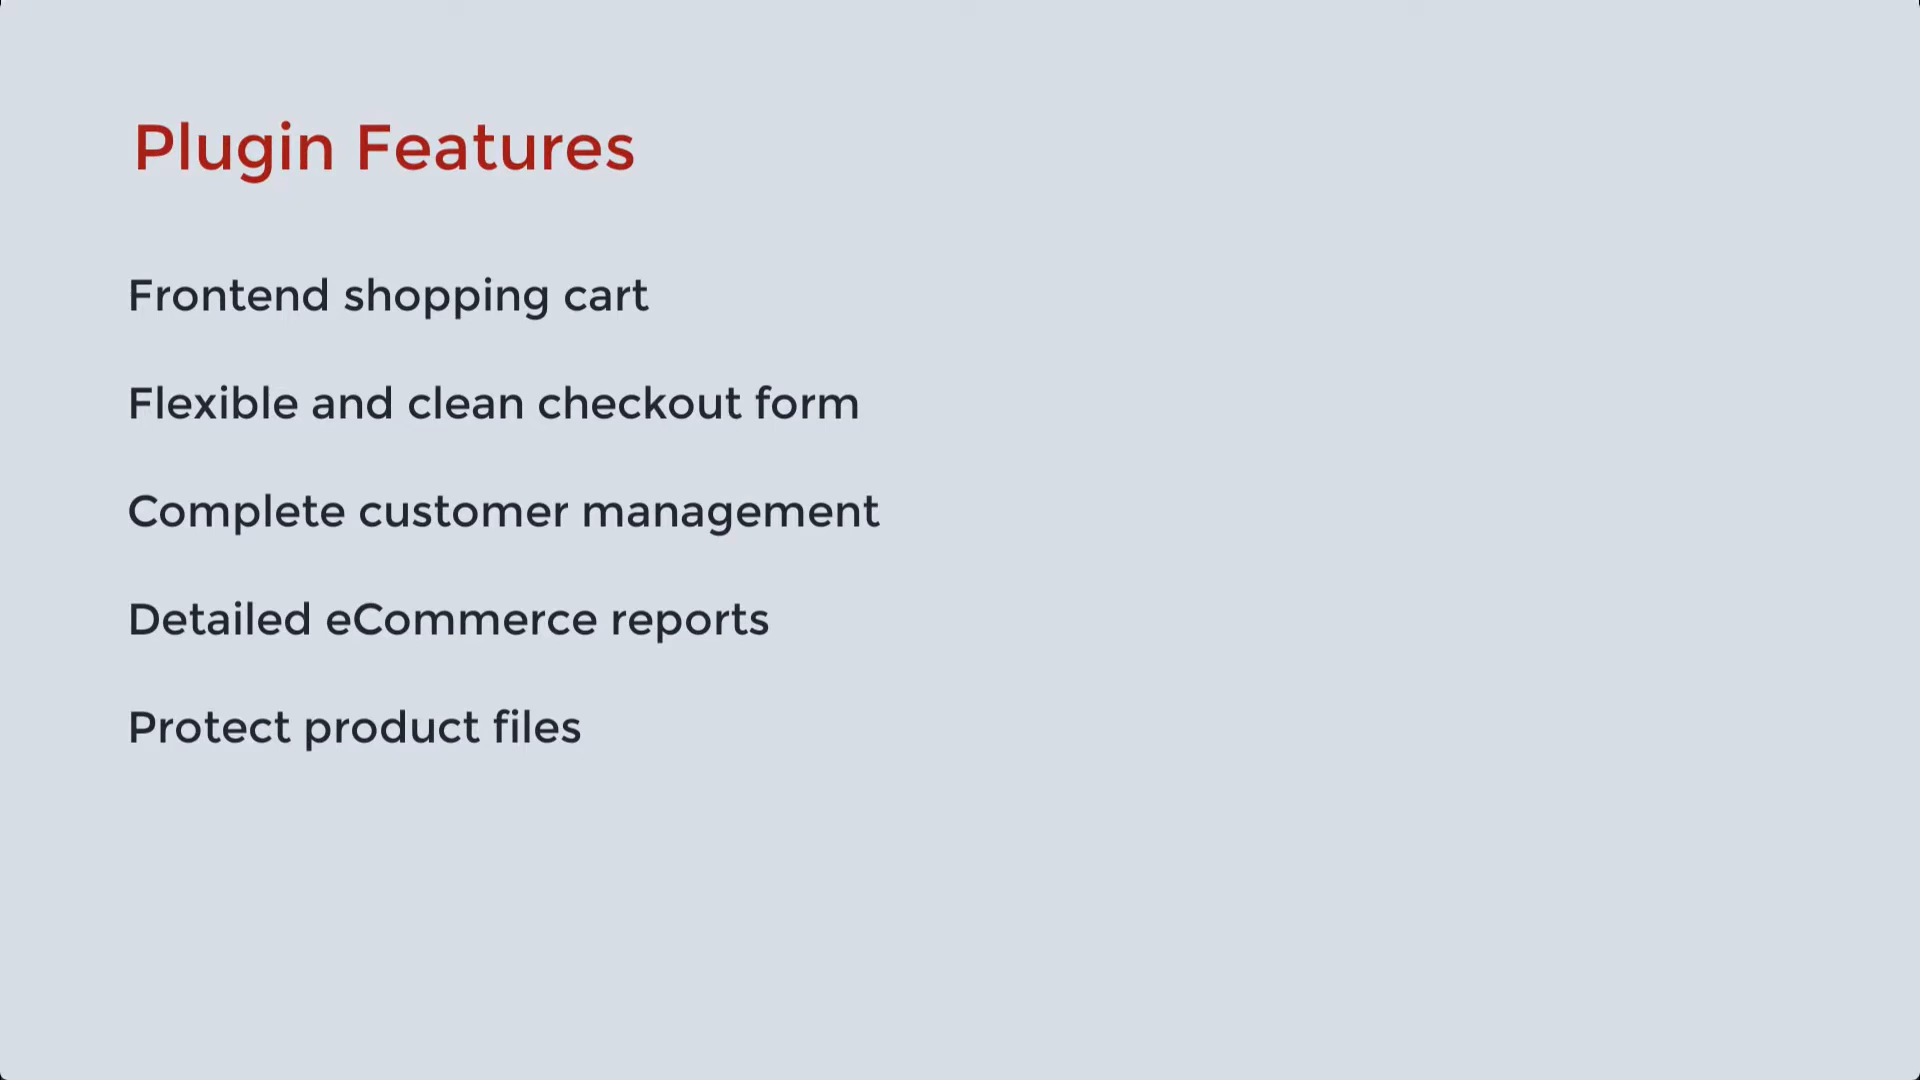 Plugin Features
Frontend shopping cart
Flexible and clean checkout form
Complete customer management
Detailed eCommerce reports
Protect product files